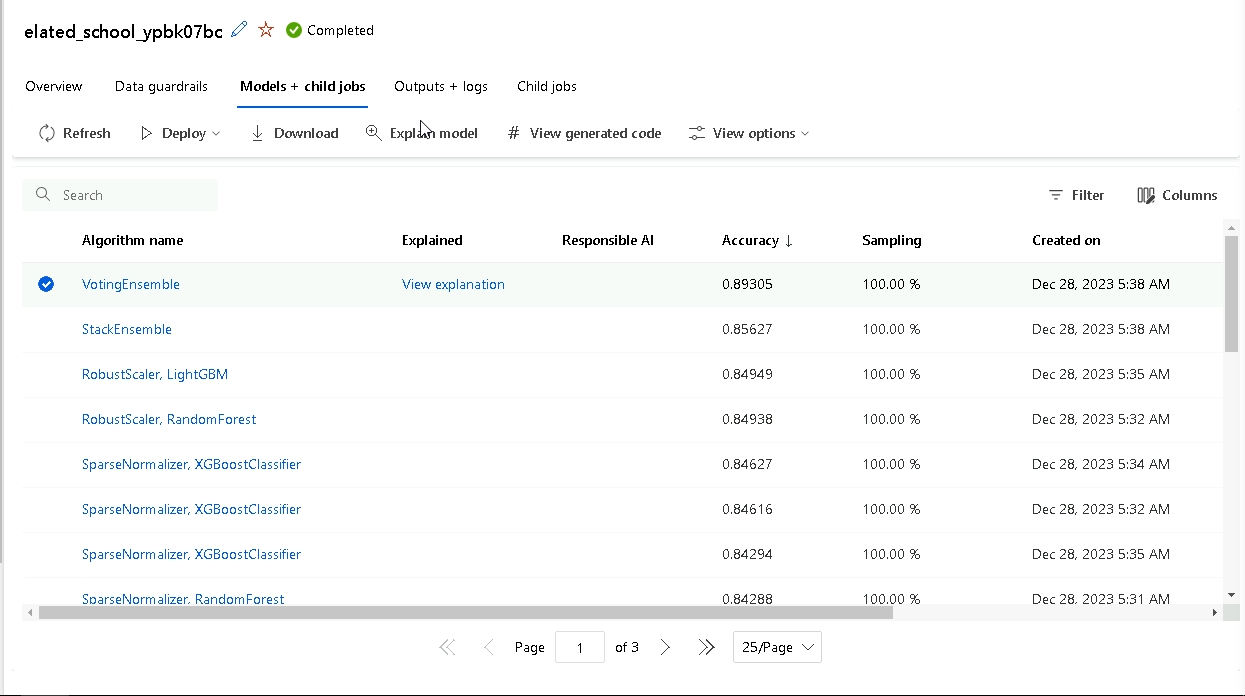 elated_school_ypbk07bc Completed
Overview Data guardrails Models + child jobs Outputs + logs Child jobs
Refresh Deploy Download Explain model # View generated code View options
Search Filter Columns
Algorithm name Explained Responsible AI Accuracy ↓ Sampling Created on
VotingEnsemble View explanation 0.89305 100.00 % Dec 28, 2023 5:38 AM
StackEnsemble 0.85627 100.00 % Dec 28, 2023 5:38 AM
RobustScaler, LightGBM 0.84949 100.00 % Dec 28, 2023 5:35 AM
RobustScaler, RandomForest 0.84938 100.00 % Dec 28, 2023 5:32 AM
SparseNormalizer, XGBoostClassifier 0.84627 100.00 % Dec 28, 2023 5:34 AM
SparseNormalizer, XGBoostClassifier 0.84616 100.00 % Dec 28, 2023 5:32 AM
SparseNormalizer, XGBoostClassifier 0.84294 100.00 % Dec 28, 2023 5:35 AM
SparseNormalizer, RandomForest 0.84288 100.00 % Dec 28, 2023 5:31 AM
Page 1 of 3 25/Page